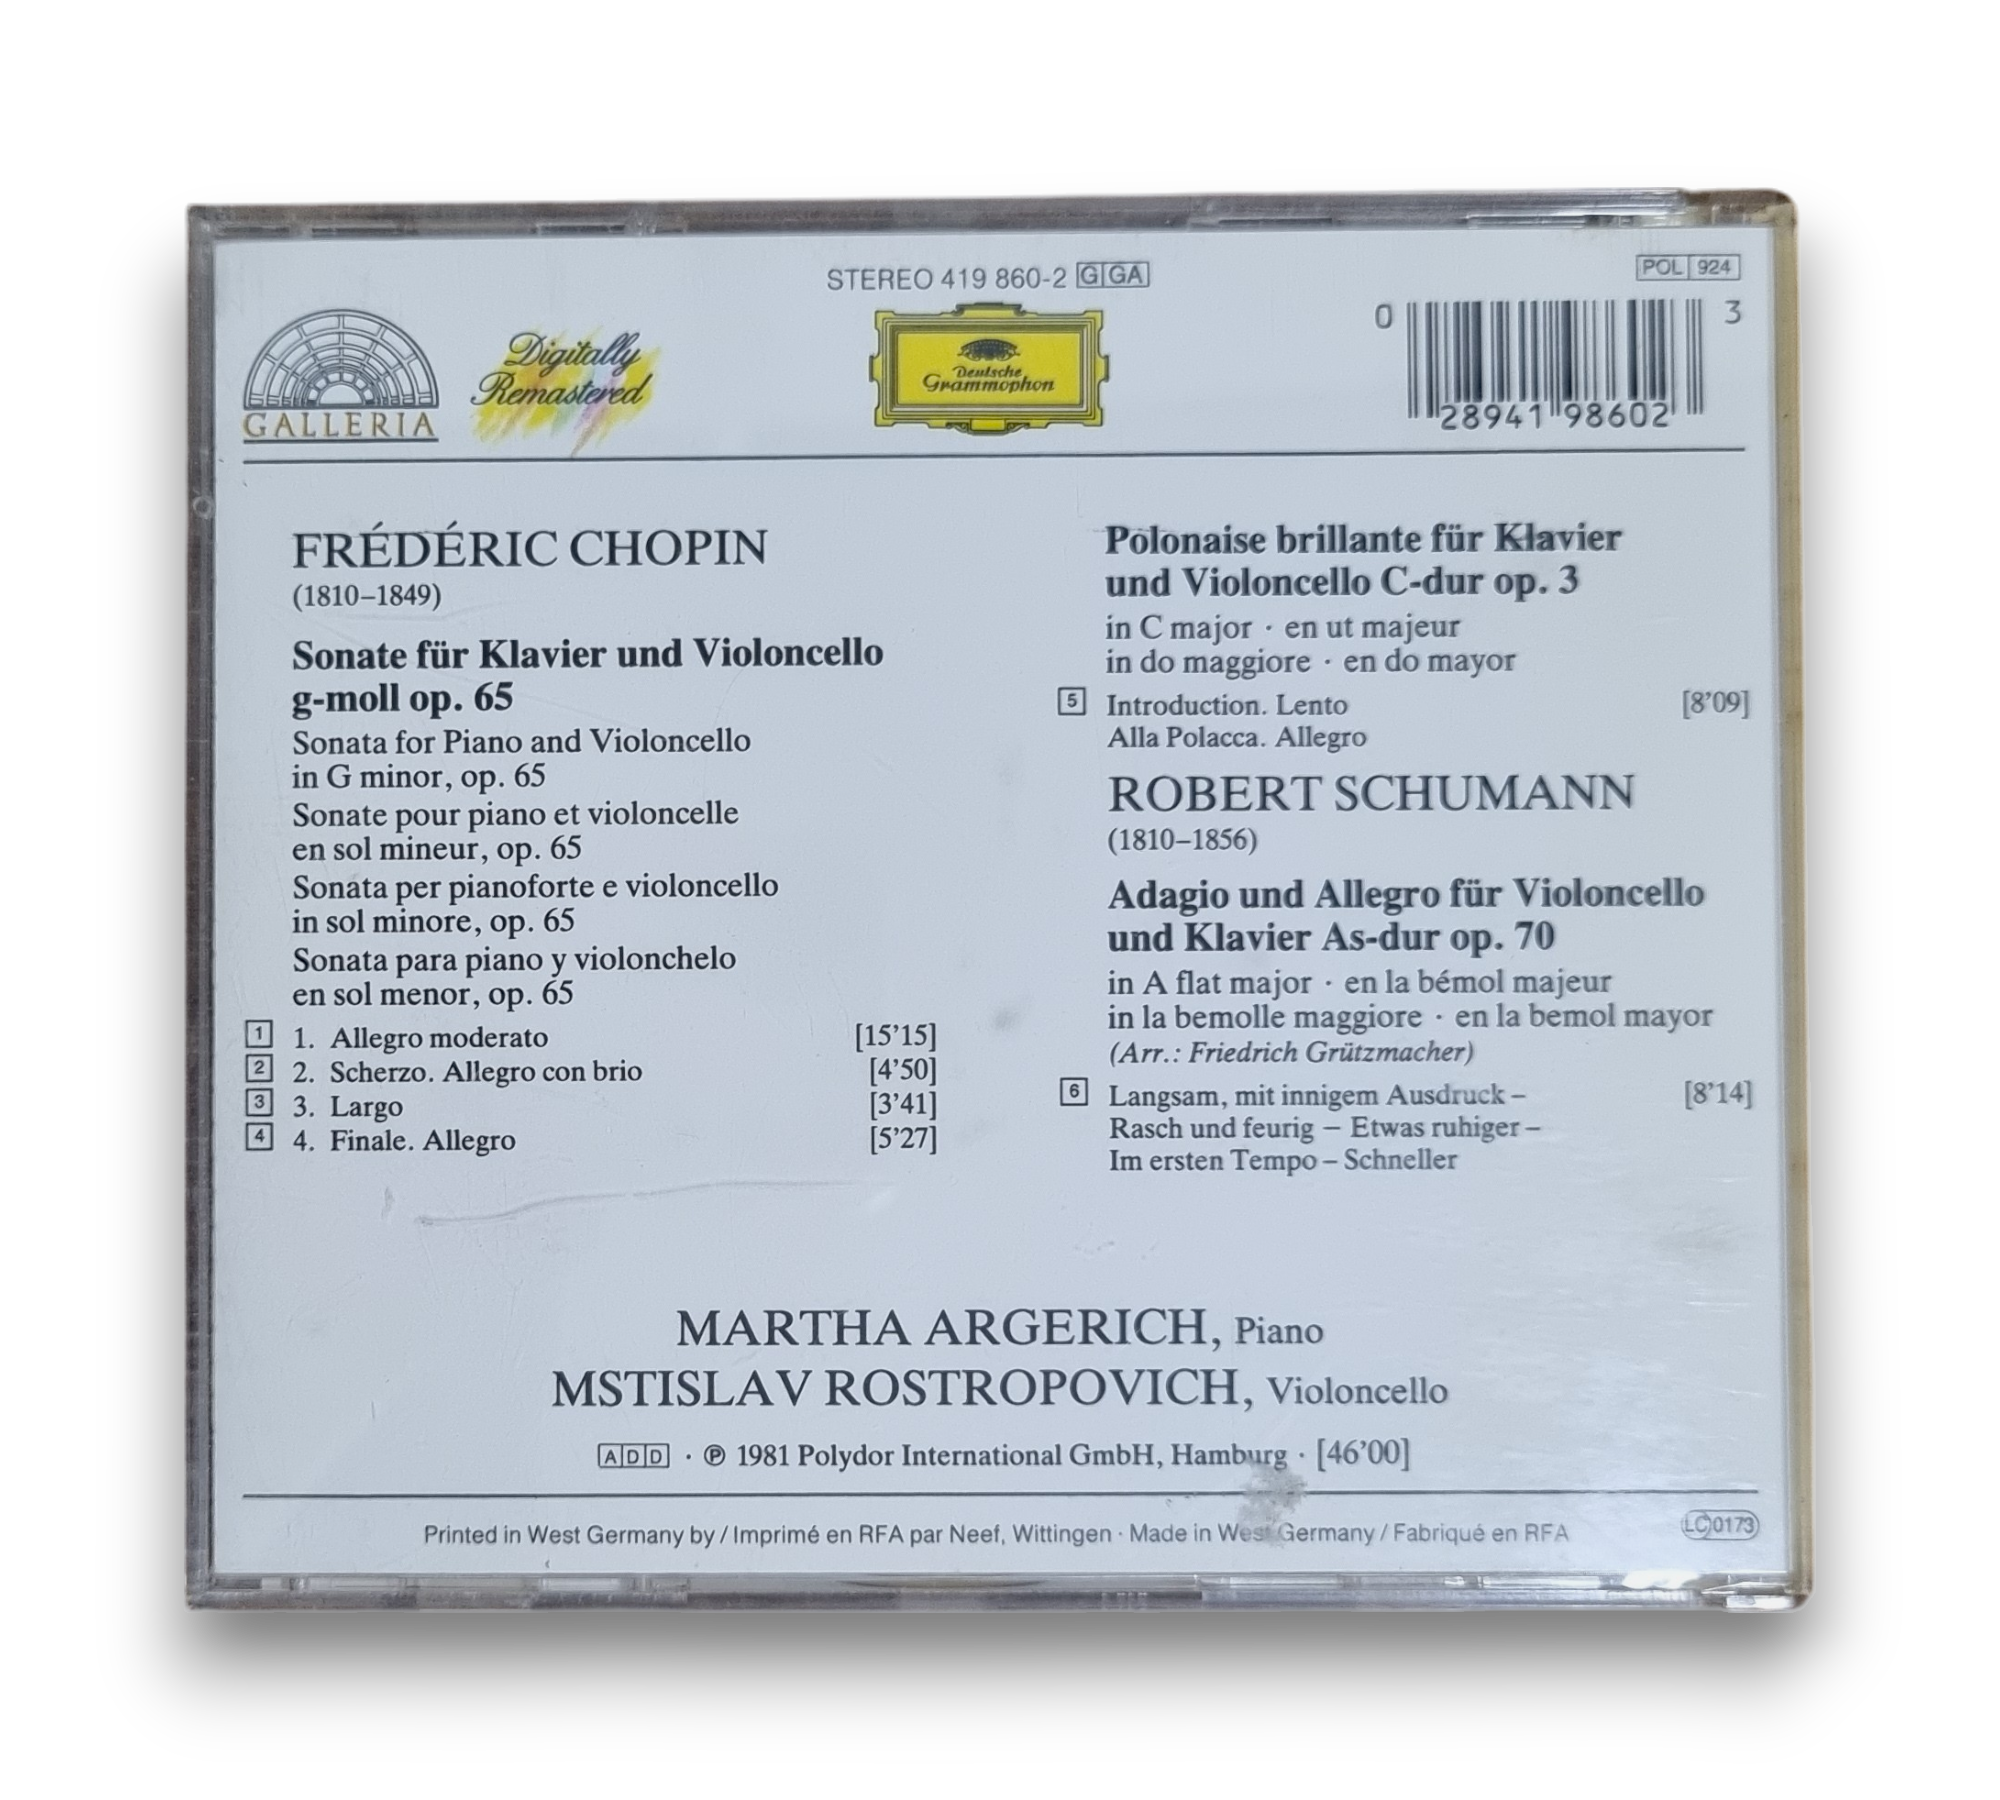 STEREO 419 860-2 G GA
POL 924
GALLERIA
Digitally
Remastered
Deutsche
Grammophon
0 28941 98602 3
FRÉDÉRIC CHOPIN
(1810–1849)
Sonate für Klavier und Violoncello
g-moll op. 65
Sonata for Piano and Violoncello
in G minor, op. 65
Sonate pour piano et violoncelle
en sol mineur, op. 65
Sonata per pianoforte e violoncello
in sol minore, op. 65
Sonata para piano y violonchelo
en sol menor, op. 65
1 1. Allegro moderato [15’15]
2 2. Scherzo. Allegro con brio [4’50]
3 3. Largo [3’41]
4 4. Finale. Allegro [5’27]
Polonaise brillante für Klavier
und Violoncello C-dur op. 3
in C major · en ut majeur
in do maggiore · en do mayor
5 Introduction. Lento [8’09]
Alla Polacca. Allegro
ROBERT SCHUMANN
(1810–1856)
Adagio und Allegro für Violoncello
und Klavier As-dur op. 70
in A flat major · en la bémol majeur
in la bemolle maggiore · en la bemol mayor
(Arr.: Friedrich Grützmacher)
6 Langsam, mit innigem Ausdruck – [8’14]
Rasch und feurig – Etwas ruhiger –
Im ersten Tempo – Schneller
MARTHA ARGERICH, Piano
MSTISLAV ROSTROPOVICH, Violoncello
ADD · ℗ 1981 Polydor International GmbH, Hamburg · [46’00]
Printed in West Germany by / Imprimé en RFA par Neef, Wittingen · Made in West Germany / Fabriqué en RFA
LC 0173